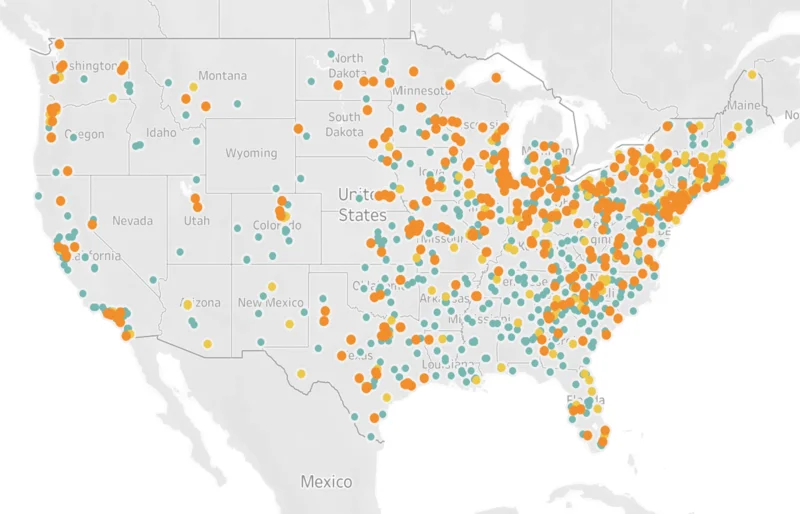 Washington
Montana
North
Dakota
Minnesota
Maine
No
Oregon
Idaho
South
Dakota
Wyoming
United
States
Nevada
Utah
Colorado
California
Missouri
Arizona
New Mexico
Arkansas
Mississippi
Texas
Louisiana
Florida
Mexico